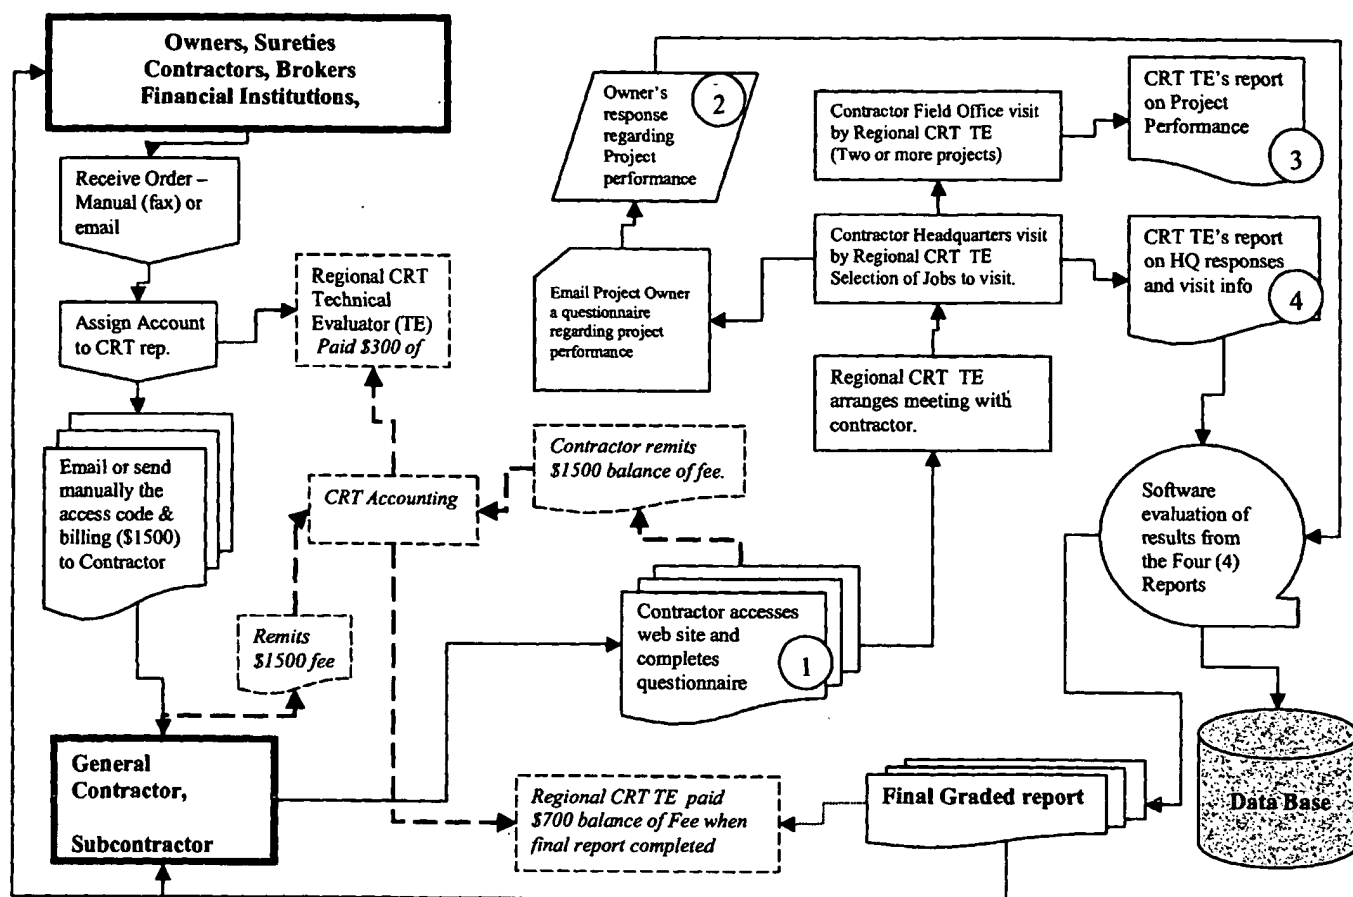 Owners, Sureties
Contractors, Brokers
Financial Institutions,
Receive Order –
Manual (fax) or
email
Assign Account
to CRT rep.
Regional CRT
Technical
Evaluator (TE)
Paid $300 of
Email or send
manually the
access code &
billing ($1500)
to Contractor
Remits
$1500 fee
CRT Accounting
Contractor remits
$1500 balance of fee.
General
Contractor,
Subcontractor
Contractor accesses
web site and
completes
questionnaire
1
Regional CRT TE
arranges meeting with
contractor.
Contractor Headquarters visit
by Regional CRT TE
Selection of Jobs to visit.
Email Project Owner
a questionnaire
regarding project
performance
Owner's
response
regarding
Project
performance
2
Contractor Field Office visit
by Regional CRT TE
(Two or more projects)
CRT TE's report
on Project
Performance
3
CRT TE's report
on HQ responses
and visit info
4
Software
evaluation of
results from
the Four (4)
Reports
Data Base
Final Graded report
Regional CRT TE paid
$700 balance of Fee when
final report completed